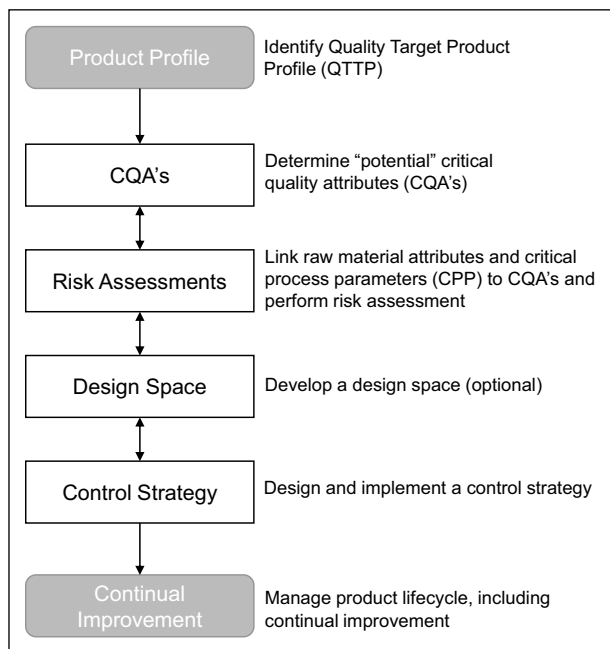 Product Profile
Identify Quality Target Product
Profile (QTTP)
CQA's
Determine “potential” critical
quality attributes (CQA’s)
Risk Assessments
Link raw material attributes and critical
process parameters (CPP) to CQA’s and
perform risk assessment
Design Space
Develop a design space (optional)
Control Strategy
Design and implement a control strategy
Continual
Improvement
Manage product lifecycle, including
continual improvement